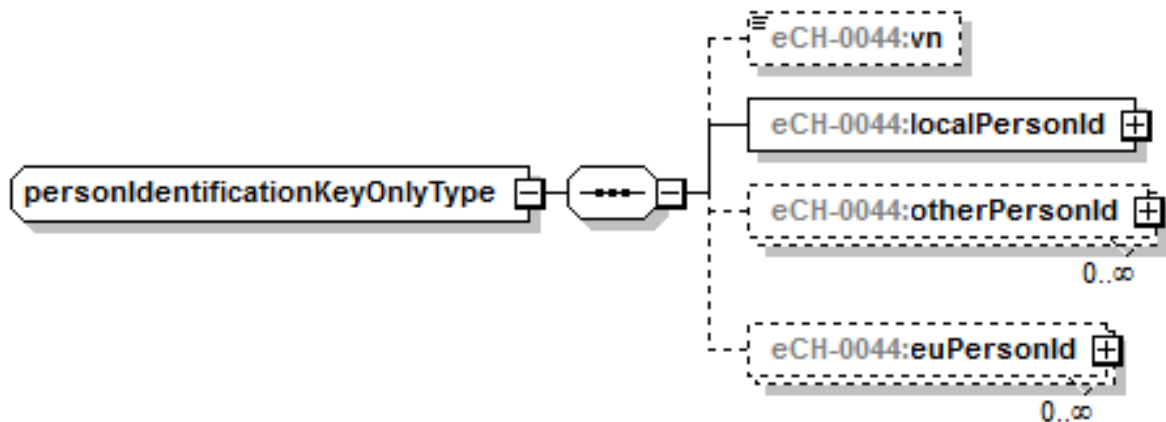 eCH-0044:vn
eCH-0044:localPersonId
personIdentificationKeyOnlyType
eCH-0044:otherPersonId
0..∞
eCH-0044:euPersonId
0..∞